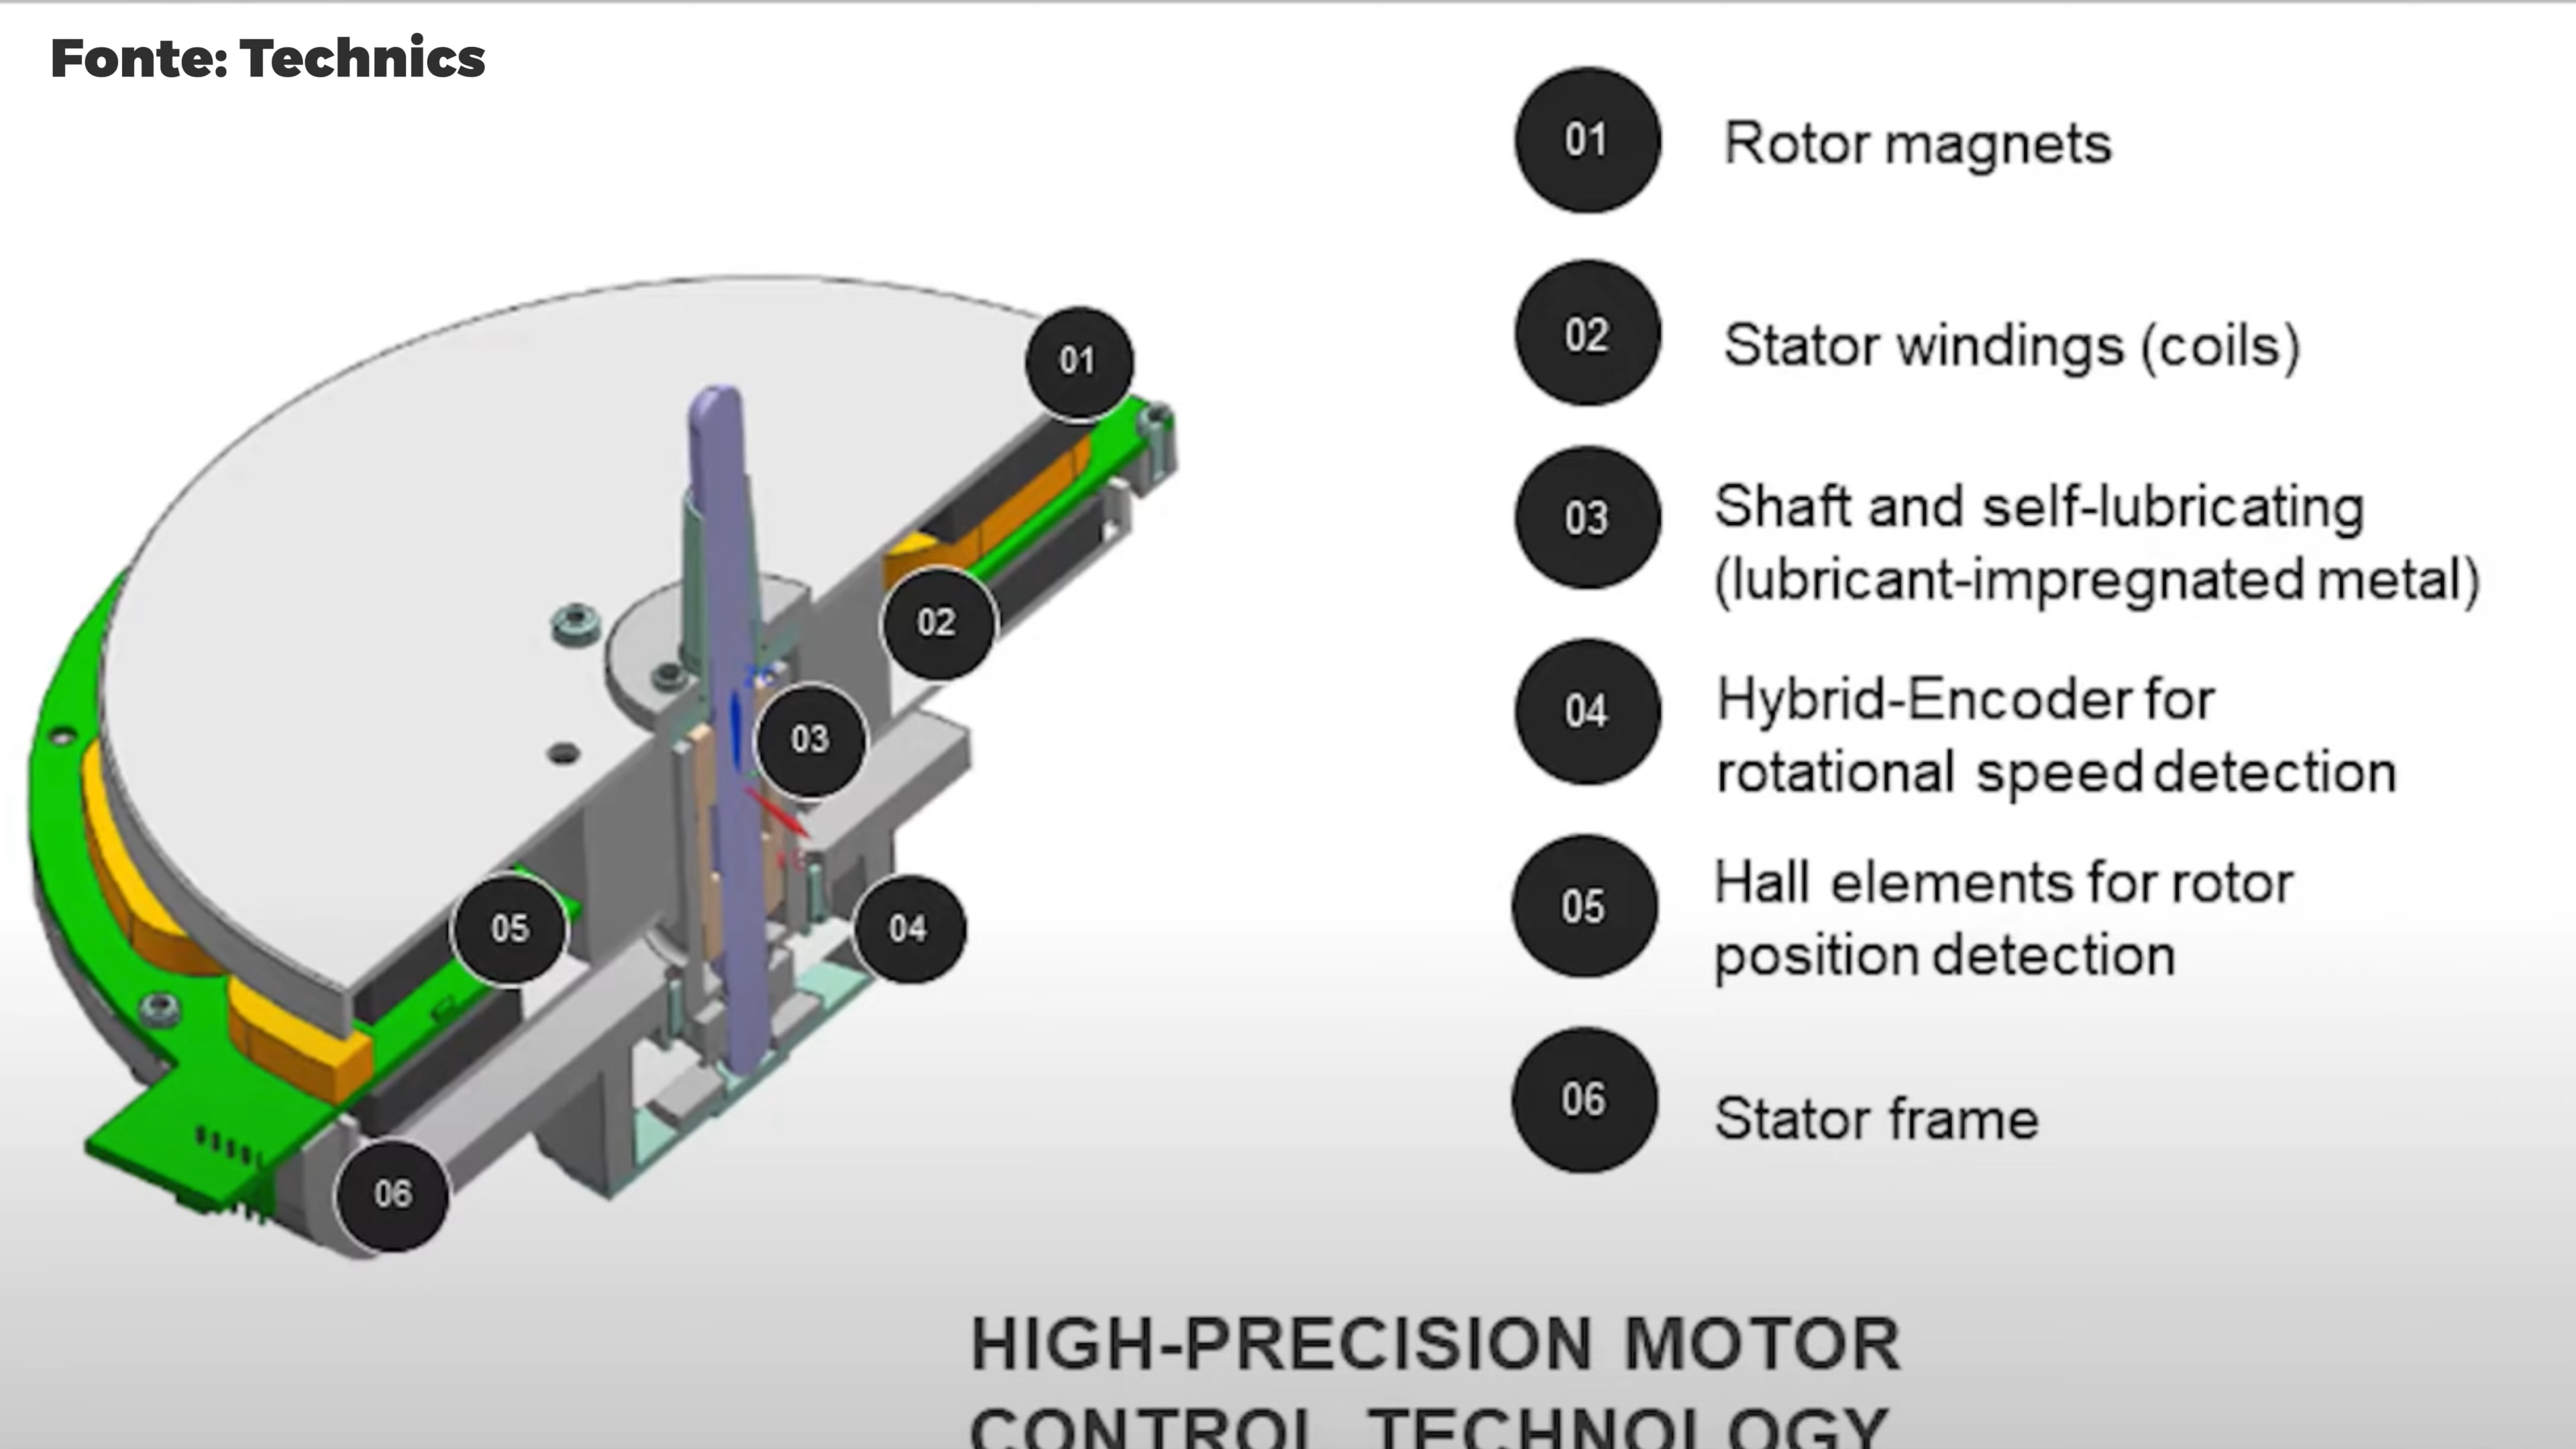 Fonte: Technics
01 Rotor magnets
02 Stator windings (coils)
03 Shaft and self-lubricating
(lubricant-impregnated metal)
04 Hybrid-Encoder for
rotational speed detection
05 Hall elements for rotor
position detection
06 Stator frame
01
02
03
04
05
06
HIGH-PRECISION MOTOR
CONTROL TECHNOLOGY